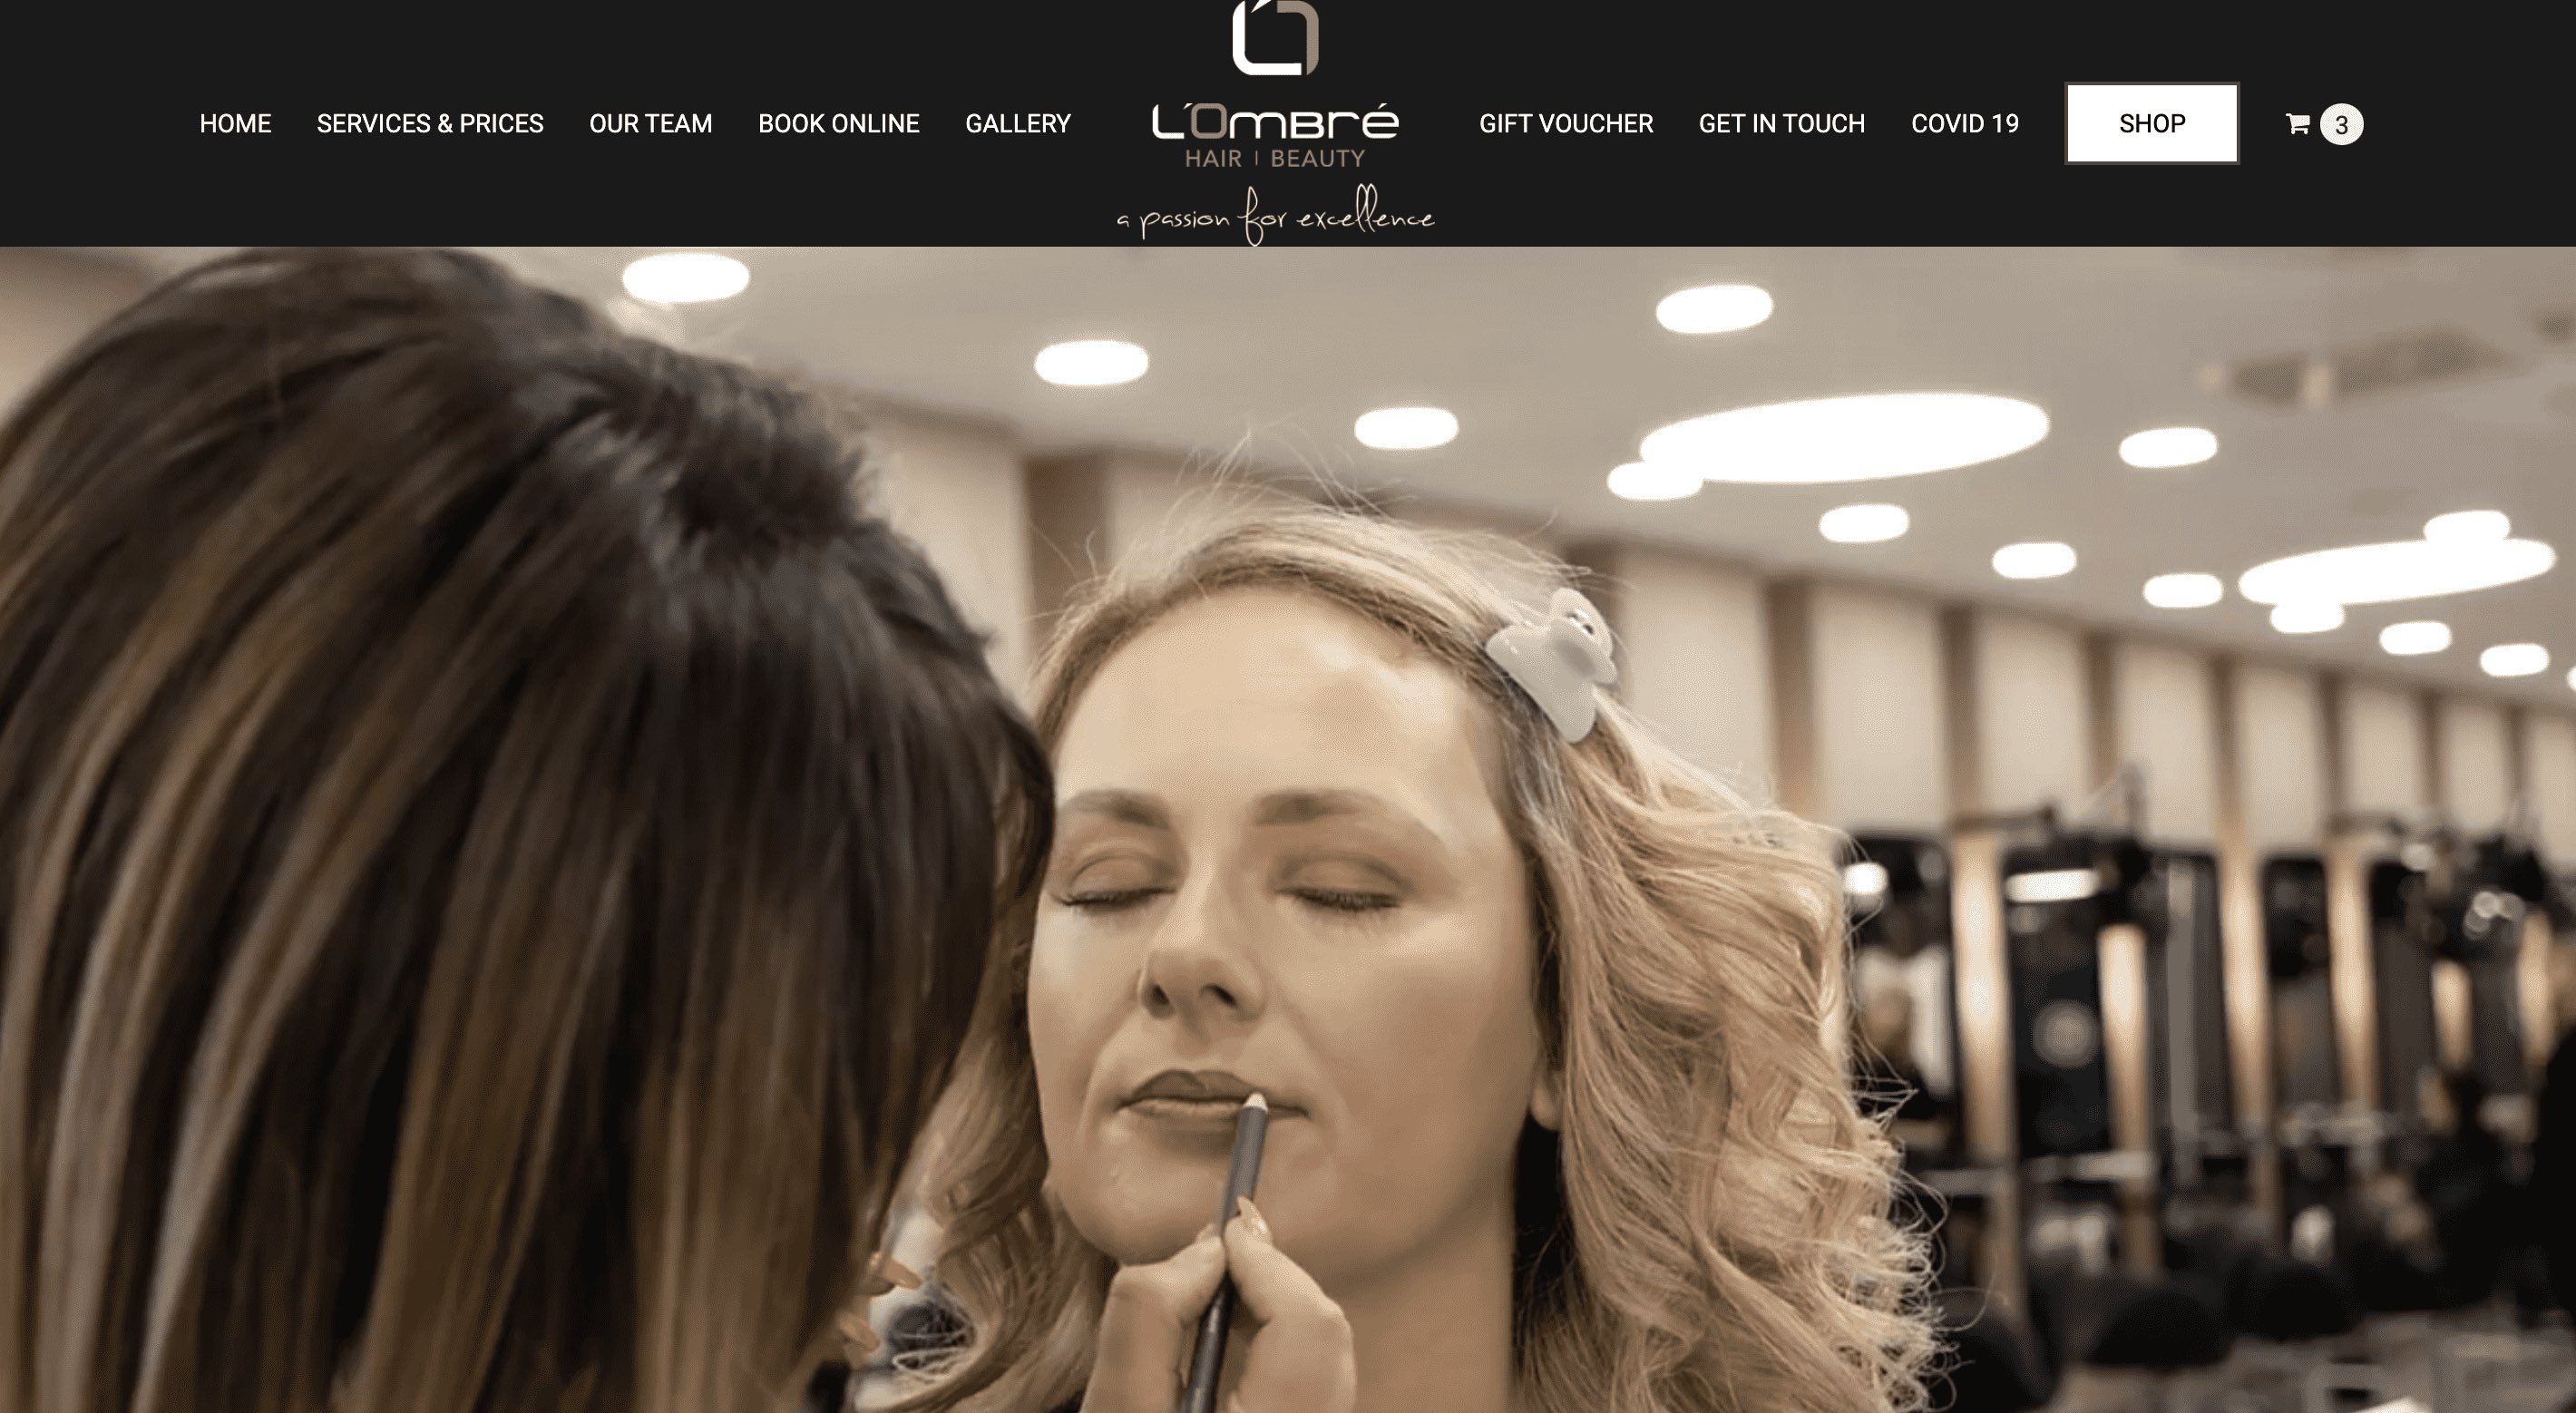 HOME SERVICES & PRICES OUR TEAM BOOK ONLINE GALLERY
L'OMBRÉ
HAIR | BEAUTY
a passion for excellence
GIFT VOUCHER GET IN TOUCH COVID 19 SHOP 3